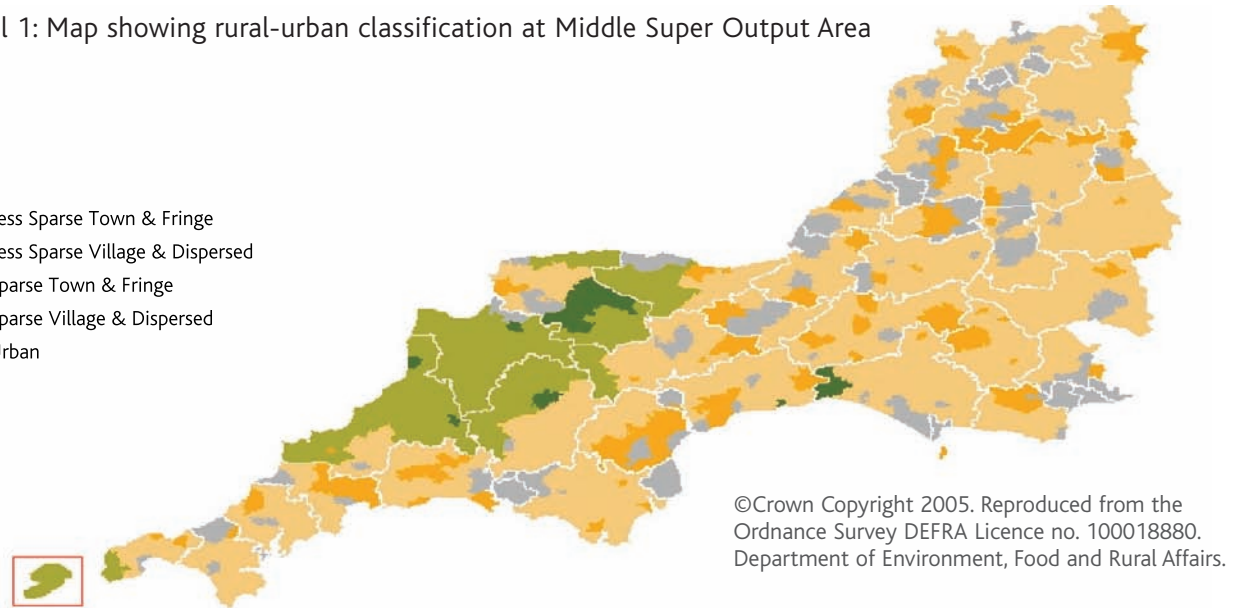 l 1: Map showing rural-urban classification at Middle Super Output Area
ess Sparse Town & Fringe
ess Sparse Village & Dispersed
parse Town & Fringe
parse Village & Dispersed
rban
©Crown Copyright 2005. Reproduced from the
Ordnance Survey DEFRA Licence no. 100018880.
Department of Environment, Food and Rural Affairs.